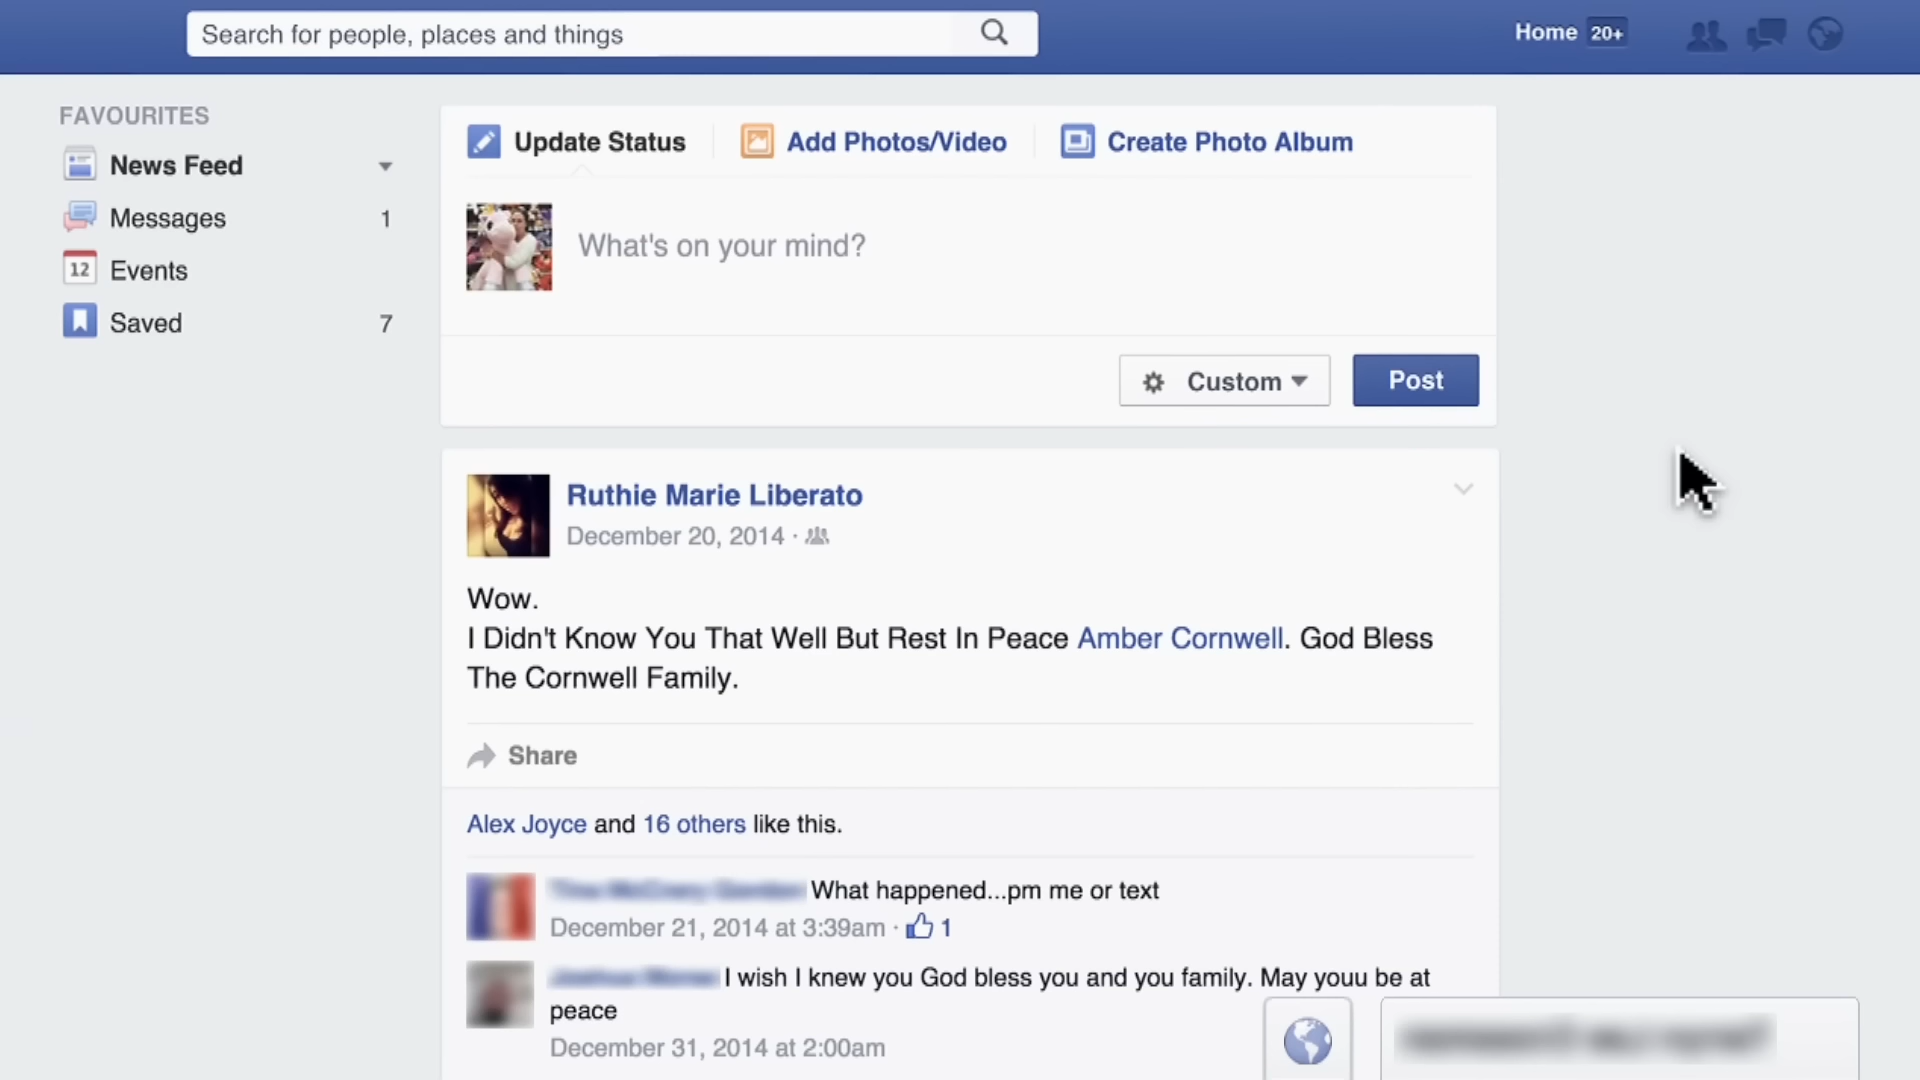 Search for people, places and things
Home 20+
FAVOURITES
News Feed
Messages 1
Events
12
Saved 7
Update Status
Add Photos/Video
Create Photo Album
What's on your mind?
Custom
Post
Ruthie Marie Liberato
December 20, 2014 ·
Wow.
I Didn't Know You That Well But Rest In Peace Amber Cornwell. God Bless
The Cornwell Family.
Share
Alex Joyce and 16 others like this.
What happened...pm me or text
December 21, 2014 at 3:39am · 1
I wish I knew you God bless you and you family. May youu be at
peace
December 31, 2014 at 2:00am